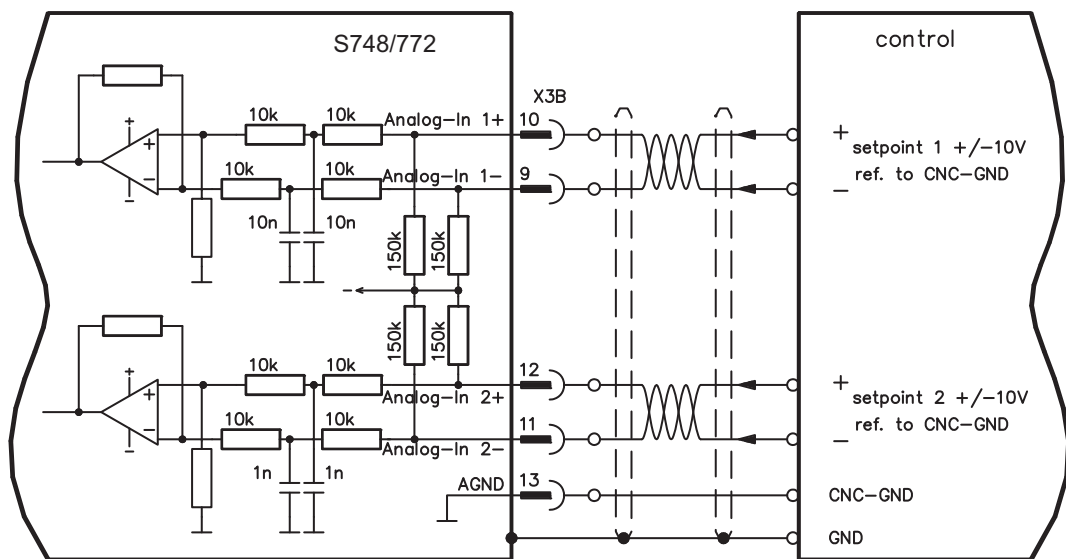 S748/772
control
X3B
10k
10k
Analog-In 1+
10
+
setpoint 1 +/-10V
ref. to CNC-GND
−
+
+
−
−
10k
10k
Analog-In 1-
9
10n
10n
150k
150k
−
150k
150k
10k
10k
12
Analog-In 2+
+
setpoint 2 +/-10V
ref. to CNC-GND
−
+
+
−
−
10k
10k
11
Analog-In 2-
1n
1n
AGND
13
CNC-GND
GND